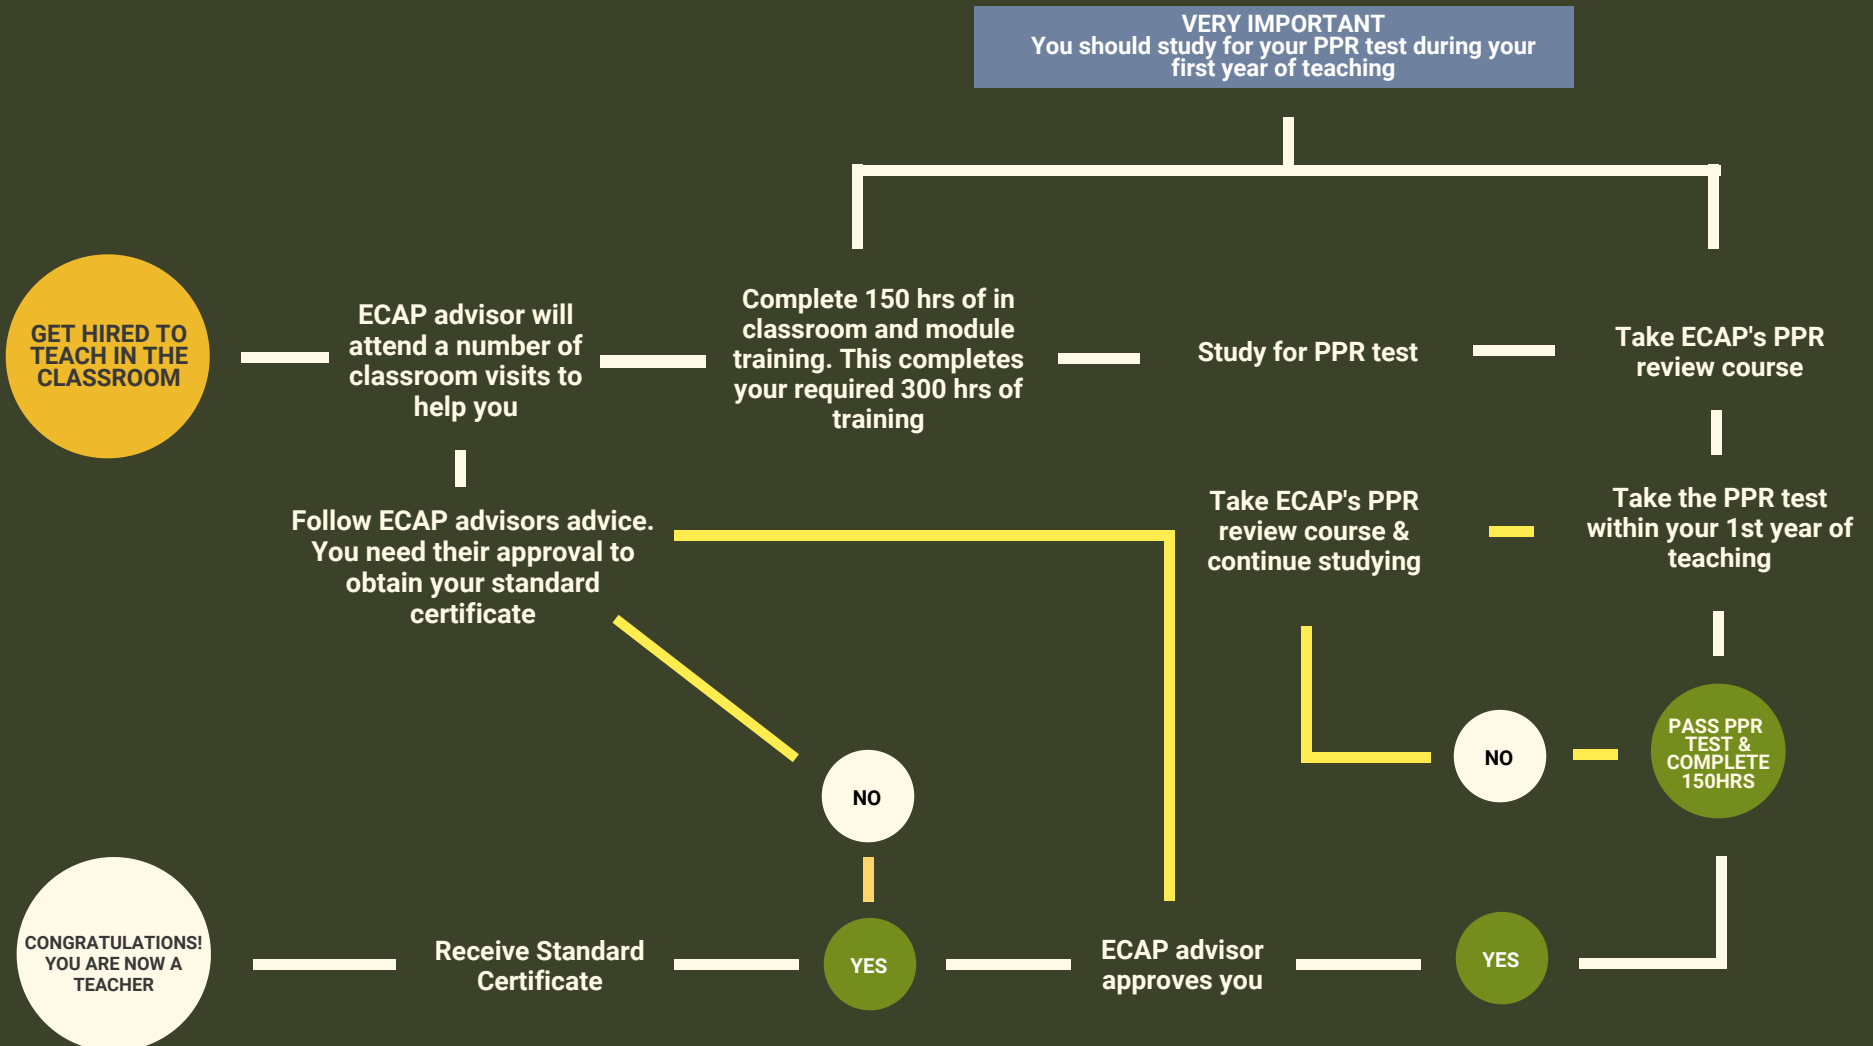 VERY IMPORTANT
You should study for your PPR test during your
first year of teaching
GET HIRED TO
TEACH IN THE
CLASSROOM
ECAP advisor will
attend a number of
classroom visits to
help you
Complete 150 hrs of in
classroom and module
training. This completes
your required 300 hrs of
training
Study for PPR test
Take ECAP's PPR
review course
Follow ECAP advisors advice.
You need their approval to
obtain your standard
certificate
Take ECAP's PPR
review course &
continue studying
Take the PPR test
within your 1st year of
teaching
NO
NO
PASS PPR
TEST &
COMPLETE
150HRS
CONGRATULATIONS!
YOU ARE NOW A
TEACHER
Receive Standard
Certificate
YES
ECAP advisor
approves you
YES